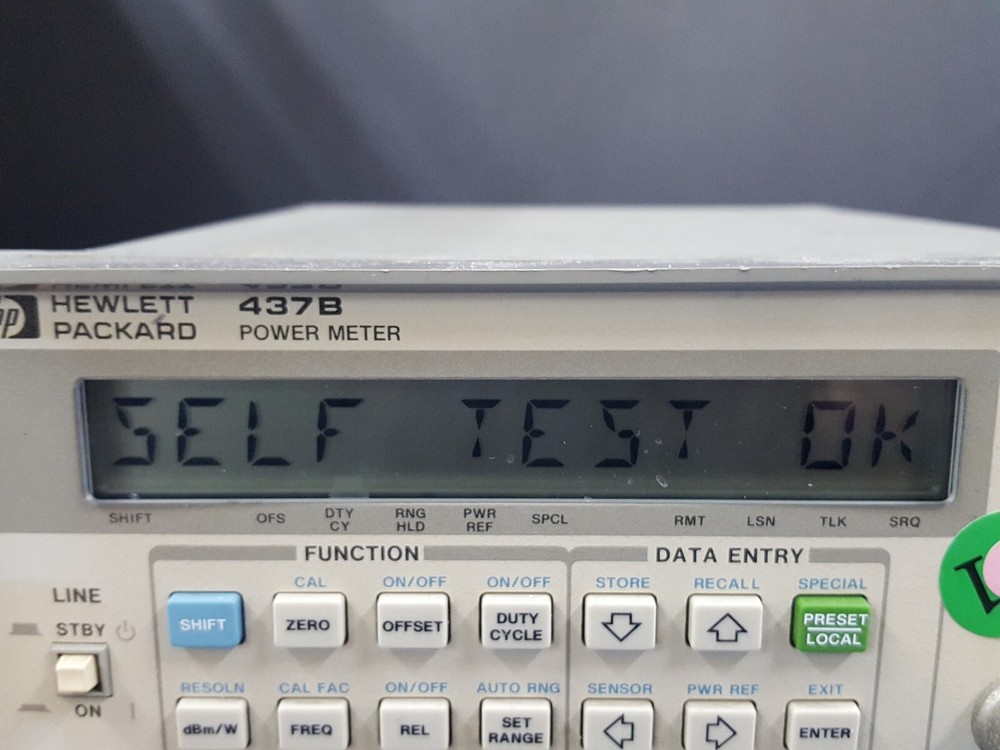 hp HEWLETT PACKARD
437B
POWER METER
SELF TEST OK
SHIFT OFS DTY CY RNG HLD PWR REF SPCL RMT LSN TLK SRQ
FUNCTION DATA ENTRY
CAL ON/OFF ON/OFF STORE RECALL SPECIAL
LINE
SHIFT ZERO OFFSET DUTY CYCLE PRESET LOCAL
STBY
RESOLN CAL FAC ON/OFF AUTO RNG SENSOR PWR REF EXIT
ON
dBm/W FREQ REL SET RANGE ENTER